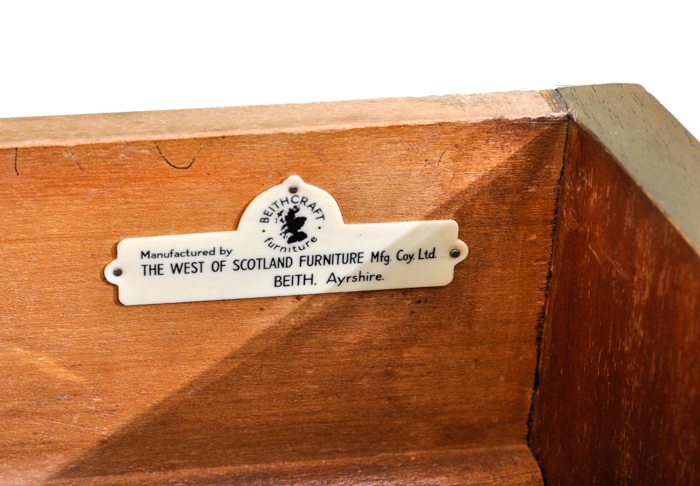 BEITHCRAFT
furniture
Manufactured by
THE WEST OF SCOTLAND FURNITURE Mfg. Coy. Ltd.
BEITH, Ayrshire.